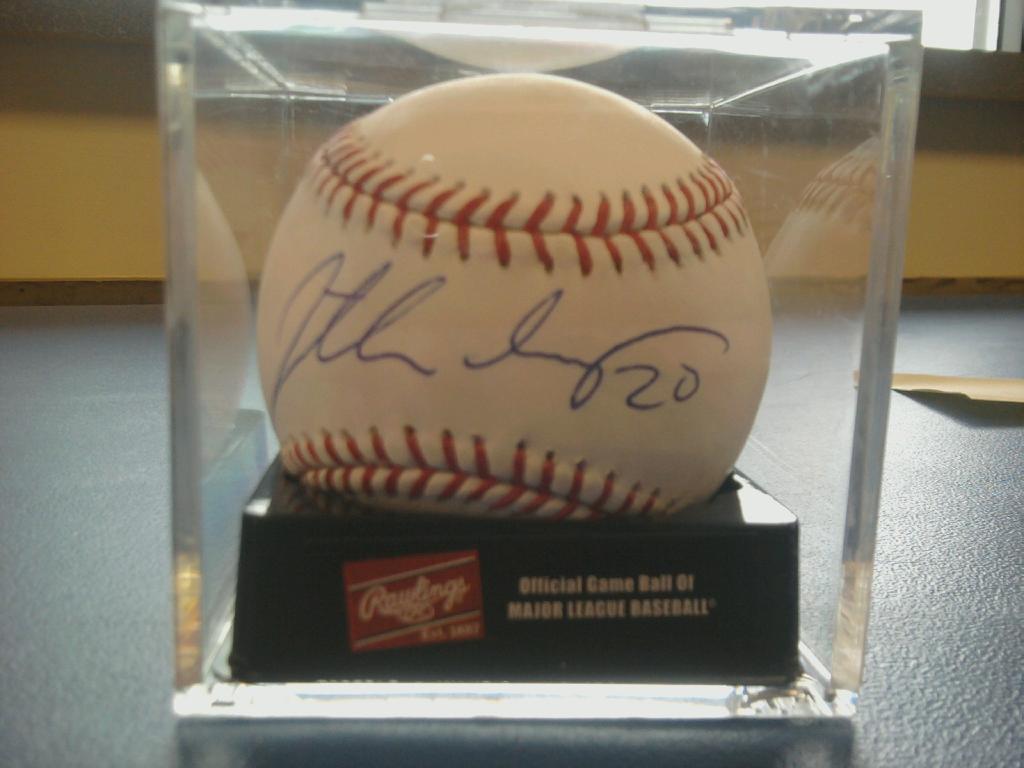 20
Rawlings
Est. 1887
Official Game Ball Of
MAJOR LEAGUE BASEBALL®